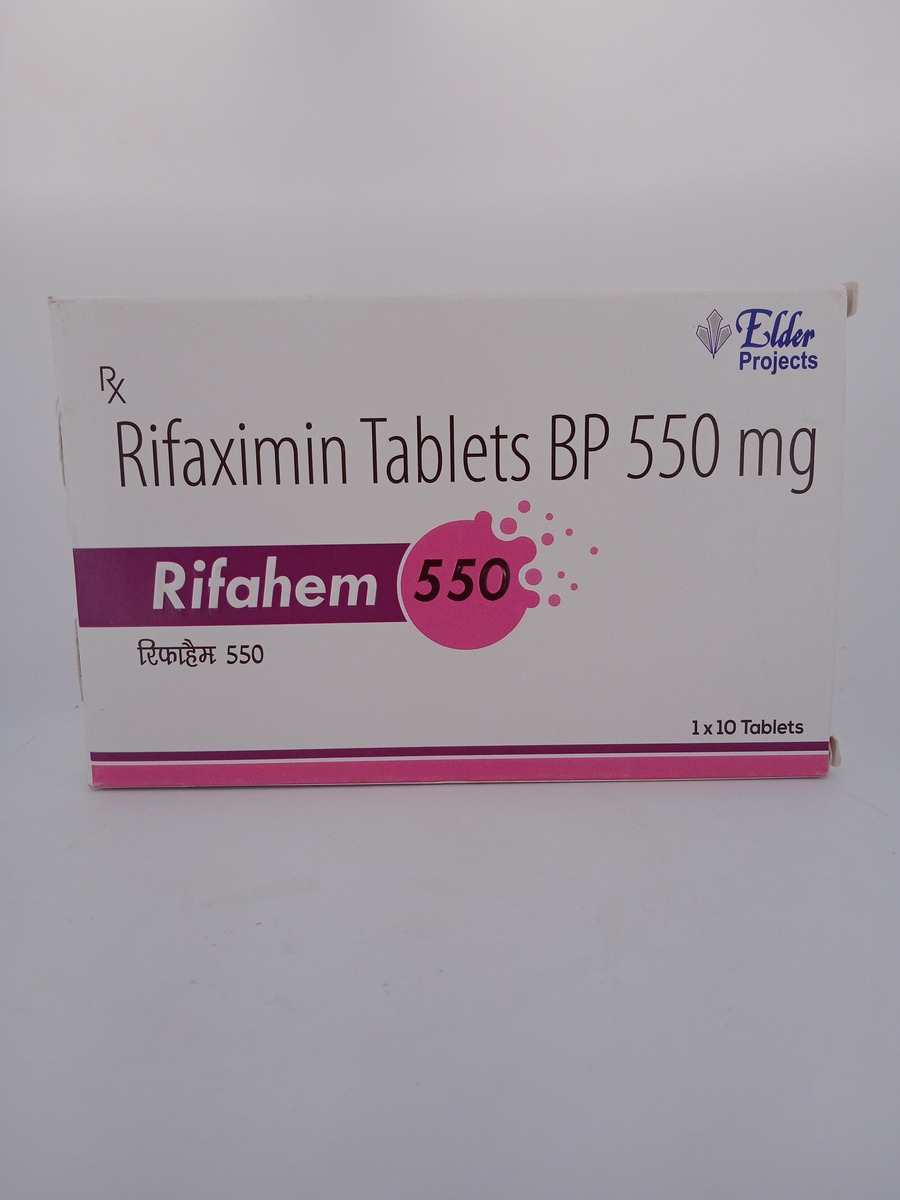 Elder
Projects
Rx
Rifaximin Tablets BP 550 mg
Rifahem 550
रिफाहैम 550
1 x 10 Tablets